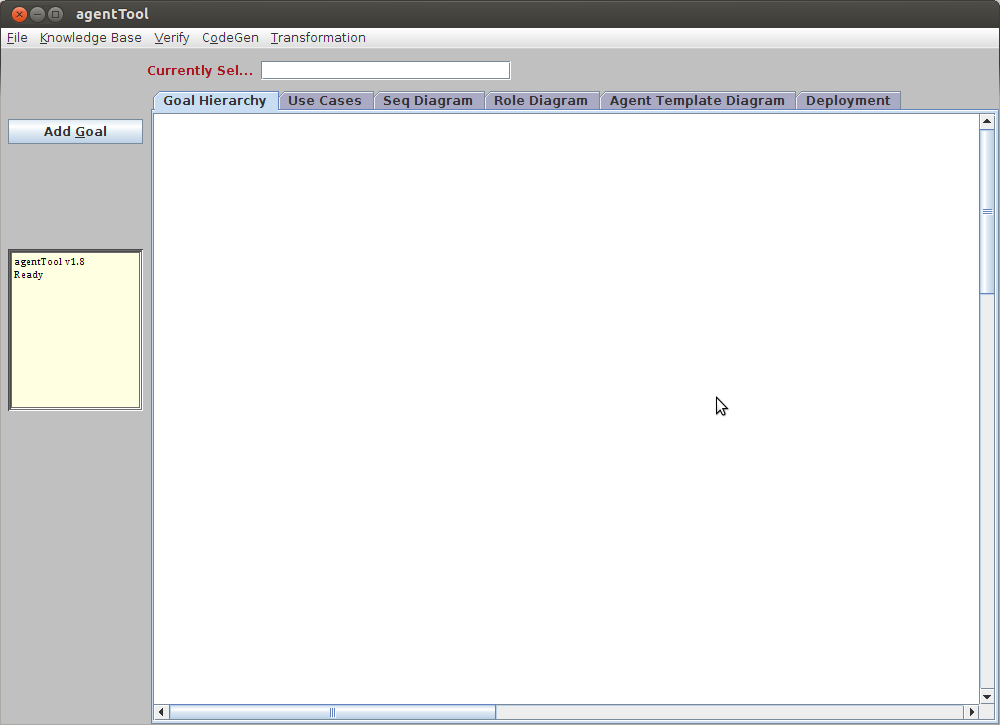 agentTool
File Knowledge Base Verify CodeGen Transformation
Currently Sel...
Goal Hierarchy Use Cases Seq Diagram Role Diagram Agent Template Diagram Deployment
Add Goal
agentTool v1.8
Ready